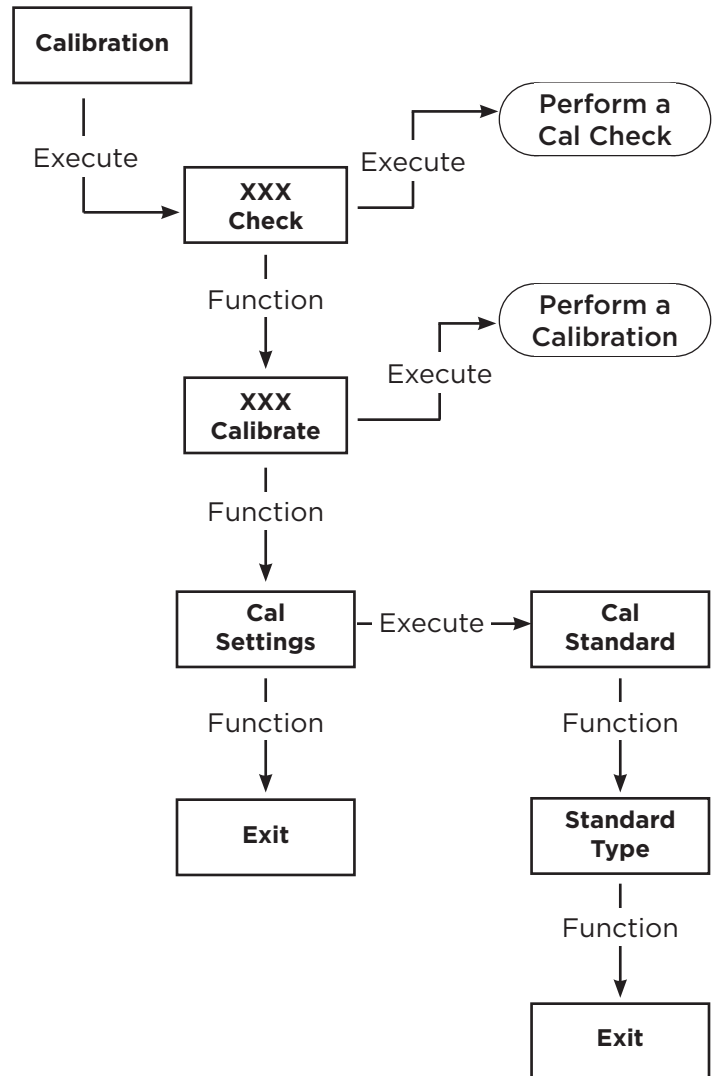 Calibration
Execute
XXX
Check
Execute
Perform a
Cal Check
Function
XXX
Calibrate
Execute
Perform a
Calibration
Function
Cal
Settings
Execute
Cal
Standard
Function
Function
Exit
Standard
Type
Function
Exit